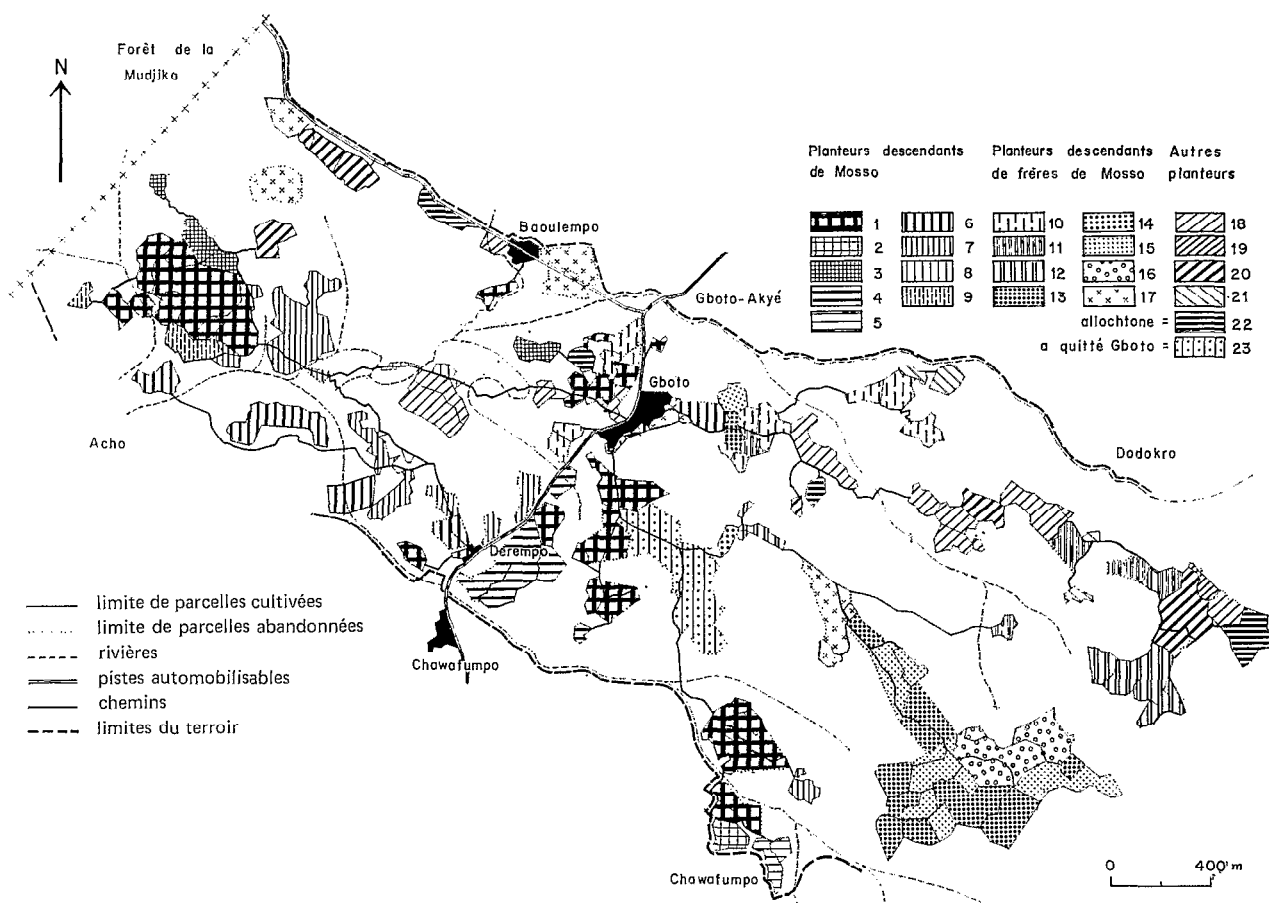 Forêt de la
Mudjika
N
Planteurs descendants
de Mosso
Planteurs descendants
de fréres de Mosso
Autres
planteurs
1
2
3
4
5
6
7
8
9
10
11
12
13
14
15
16
17
18
19
20
21
allochtone = 22
a quitté Gboto = 23
Baoulempo
Gboto-Akyé
Gboto
Acho
Dodokro
Dérempo
Chawafumpo
limite de parcelles cultivées
limite de parcelles abandonnées
rivières
pistes automobilisables
chemins
limites du terroir
Chawafumpo
0 400 m